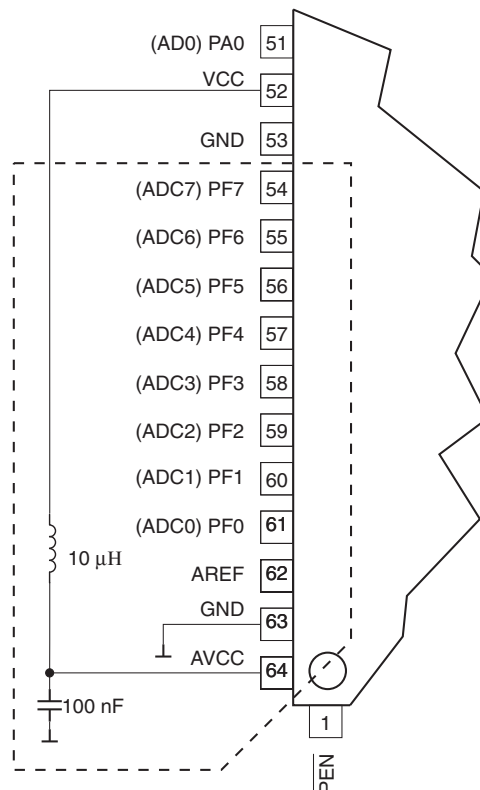 (AD0) PA0 51
VCC 52
GND 53
(ADC7) PF7 54
(ADC6) PF6 55
(ADC5) PF5 56
(ADC4) PF4 57
(ADC3) PF3 58
(ADC2) PF2 59
(ADC1) PF1 60
(ADC0) PF0 61
10 μH
AREF 62
GND 63
AVCC 64
100 nF
1
PEN